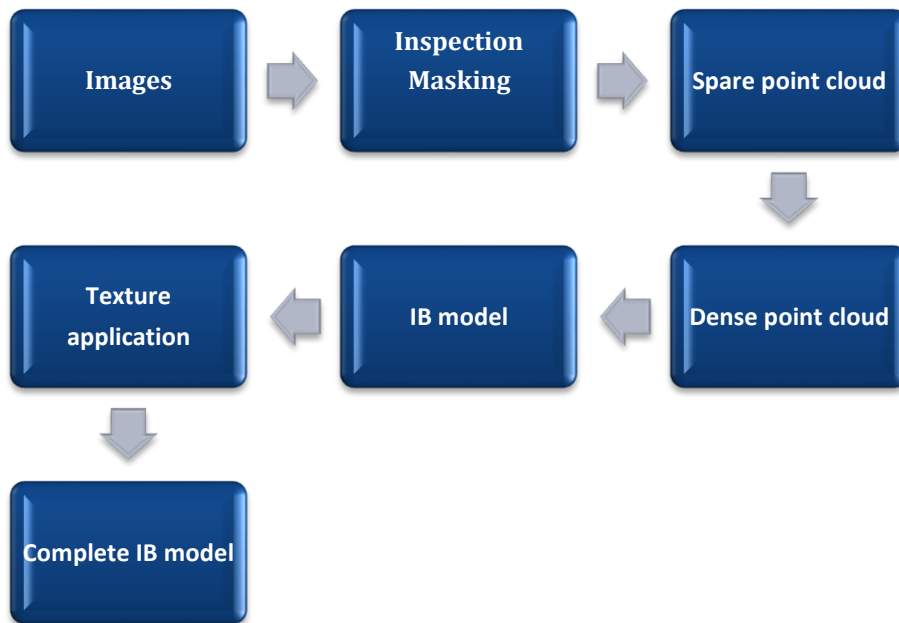 Images
Inspection
Masking
Spare point cloud
Dense point cloud
IB model
Texture
application
Complete IB model